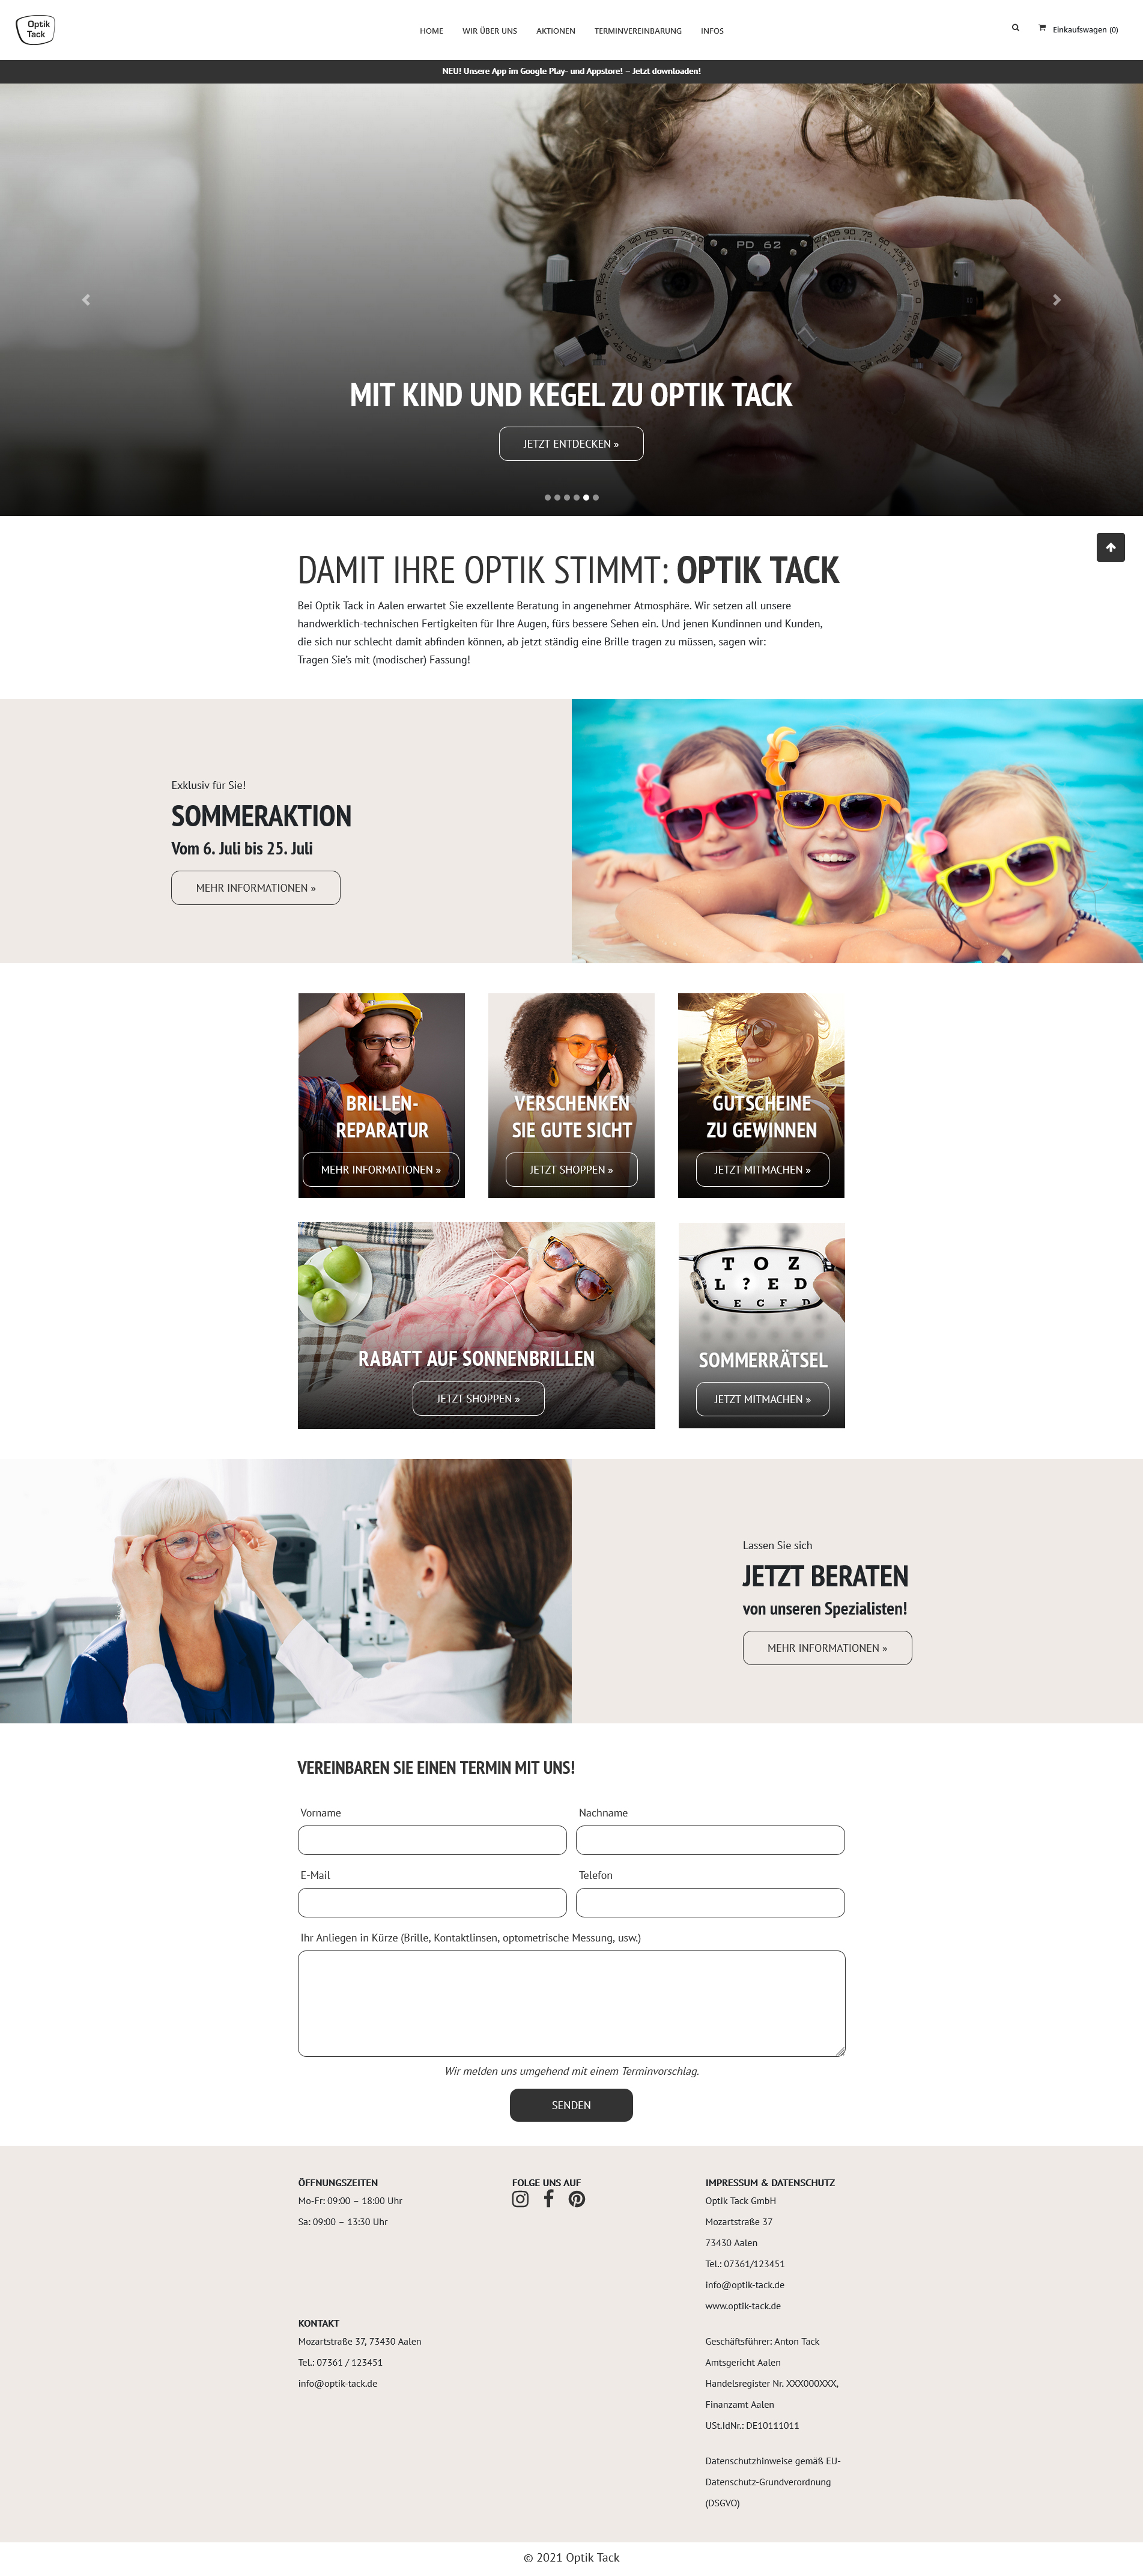 Optik
Tack
HOME WIR ÜBER UNS AKTIONEN TERMINVEREINBARUNG INFOS
Einkaufswagen (0)
NEU! Unsere App im Google Play- und Appstore! – Jetzt downloaden!
PD 62
MIT KIND UND KEGEL ZU OPTIK TACK
JETZT ENTDECKEN »
DAMIT IHRE OPTIK STIMMT: OPTIK TACK
Bei Optik Tack in Aalen erwartet Sie exzellente Beratung in angenehmer Atmosphäre. Wir setzen all unsere
handwerklich-technischen Fertigkeiten für Ihre Augen, fürs bessere Sehen ein. Und jenen Kundinnen und Kunden,
die sich nur schlecht damit abfinden können, ab jetzt ständig eine Brille tragen zu müssen, sagen wir:
Tragen Sie's mit (modischer) Fassung!
Exklusiv für Sie!
SOMMERAKTION
Vom 6. Juli bis 25. Juli
MEHR INFORMATIONEN »
BRILLEN-
REPARATUR
MEHR INFORMATIONEN »
VERSCHENKEN
SIE GUTE SICHT
JETZT SHOPPEN »
GUTSCHEINE
ZU GEWINNEN
JETZT MITMACHEN »
RABATT AUF SONNENBRILLEN
JETZT SHOPPEN »
T O Z
L ? E D
E C F D
SOMMERRÄTSEL
JETZT MITMACHEN »
Lassen Sie sich
JETZT BERATEN
von unseren Spezialisten!
MEHR INFORMATIONEN »
VEREINBAREN SIE EINEN TERMIN MIT UNS!
Vorname
Nachname
E-Mail
Telefon
Ihr Anliegen in Kürze (Brille, Kontaktlinsen, optometrische Messung, usw.)
Wir melden uns umgehend mit einem Terminvorschlag.
SENDEN
ÖFFNUNGSZEITEN
Mo-Fr: 09:00 – 18:00 Uhr
Sa: 09:00 – 13:30 Uhr
KONTAKT
Mozartstraße 37, 73430 Aalen
Tel.: 07361 / 123451
info@optik-tack.de
FOLGE UNS AUF
IMPRESSUM & DATENSCHUTZ
Optik Tack GmbH
Mozartstraße 37
73430 Aalen
Tel.: 07361/123451
info@optik-tack.de
www.optik-tack.de
Geschäftsführer: Anton Tack
Amtsgericht Aalen
Handelsregister Nr. XXX000XXX,
Finanzamt Aalen
USt.IdNr.: DE10111011
Datenschutzhinweise gemäß EU-
Datenschutz-Grundverordnung
(DSGVO)
© 2021 Optik Tack